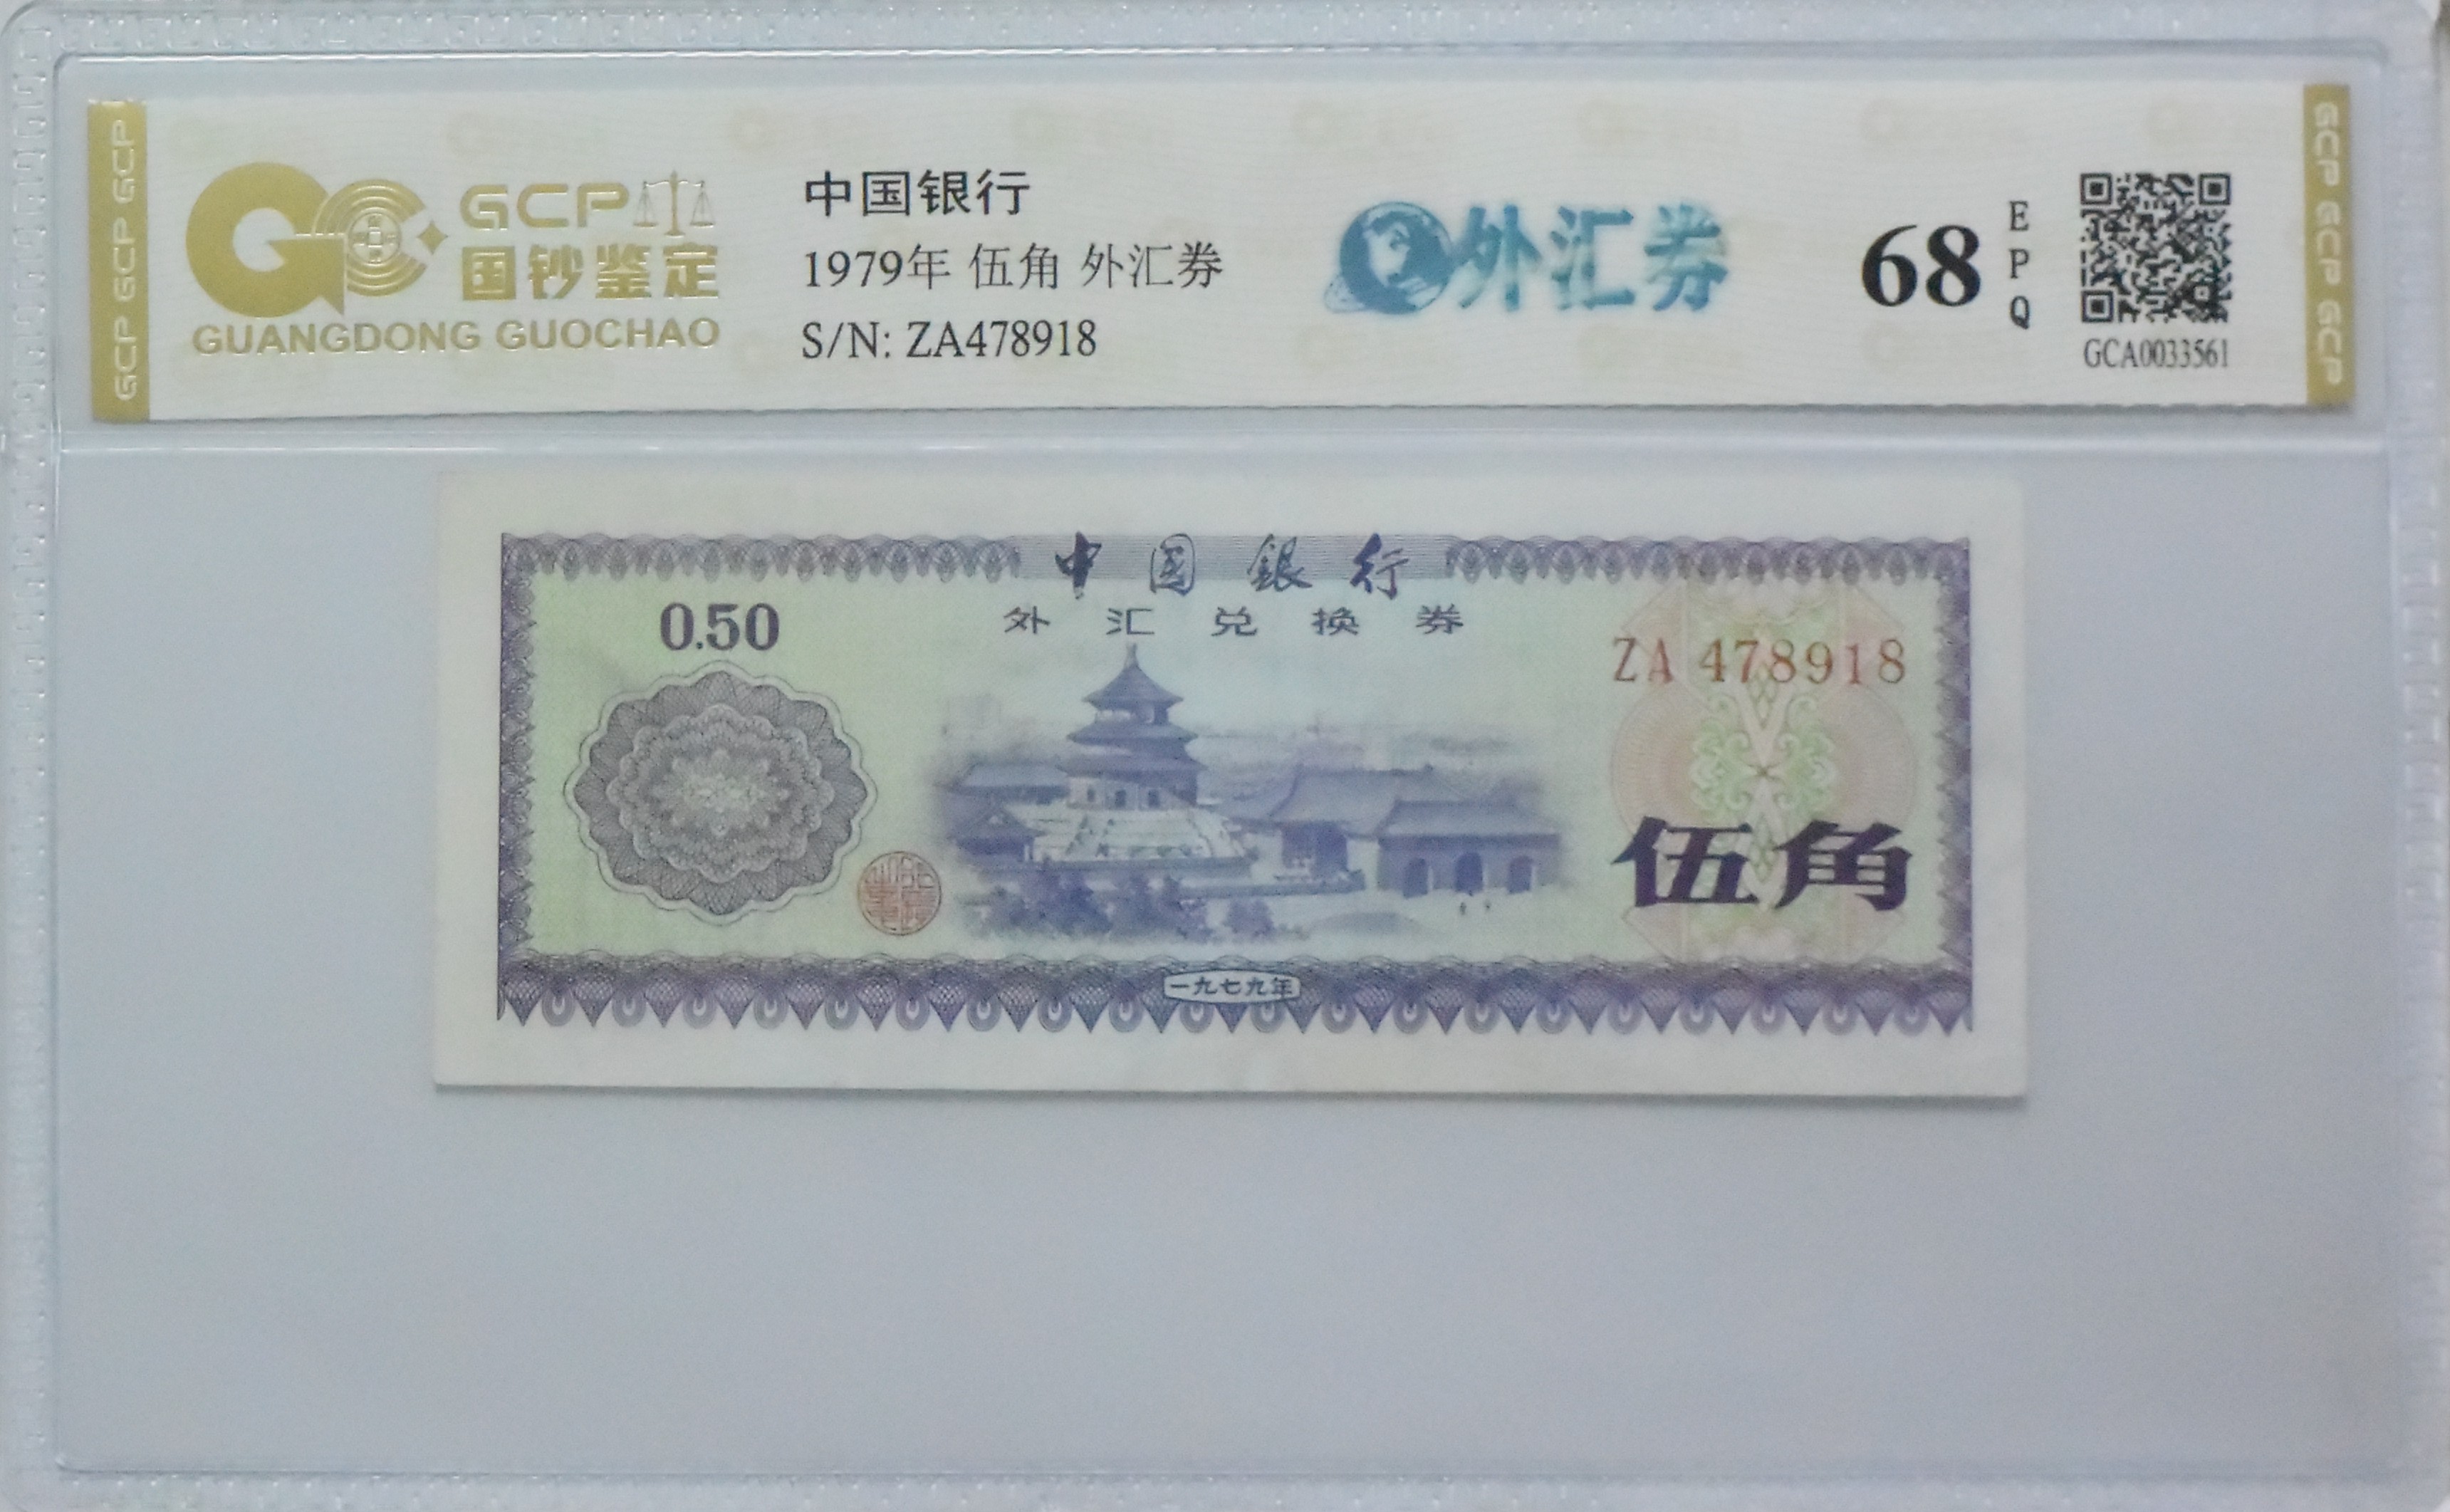 GCP GCP GCP
GCP
国钞鉴定
GUANGDONG GUOCHAO
中国银行
1979年 伍角 外汇券
S/N: ZA478918
外汇券
68
EPQ
GCA0033561
GCP GCP GCP
中国銀行
外汇兑换券
0.50
ZA 478918
伍角
一九七九年